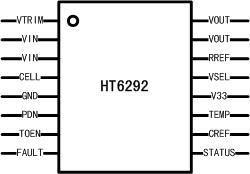 VTRIM
VIN
VIN
CELL
GND
PDN
TOEN
FAULT
HT6292
VOUT
VOUT
RREF
VSEL
V33
TEMP
CREF
STATUS